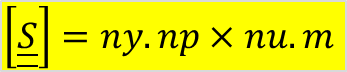 [S] = ny.np × nu.m